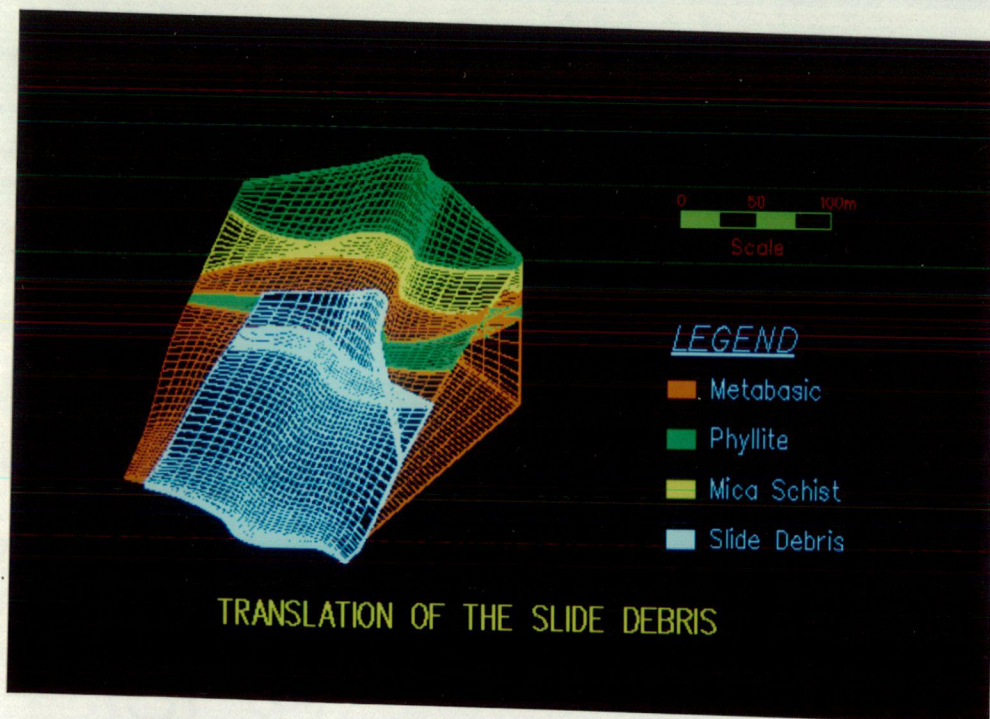 0 50 100m
Scale
LEGEND
Metabasic
Phyllite
Mica Schist
Slide Debris
TRANSLATION OF THE SLIDE DEBRIS